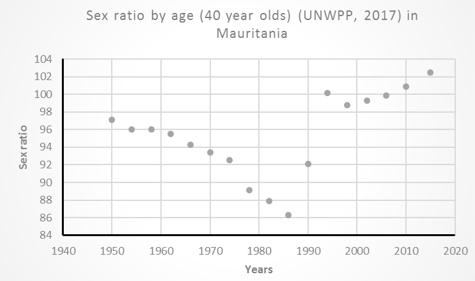 Sex ratio by age (40 year olds) (UNWPP, 2017) in
Mauritania
104
102
100
98
96
94
92
90
88
86
84
Sex ratio
1940 1950 1960 1970 1980 1990 2000 2010 2020
Years